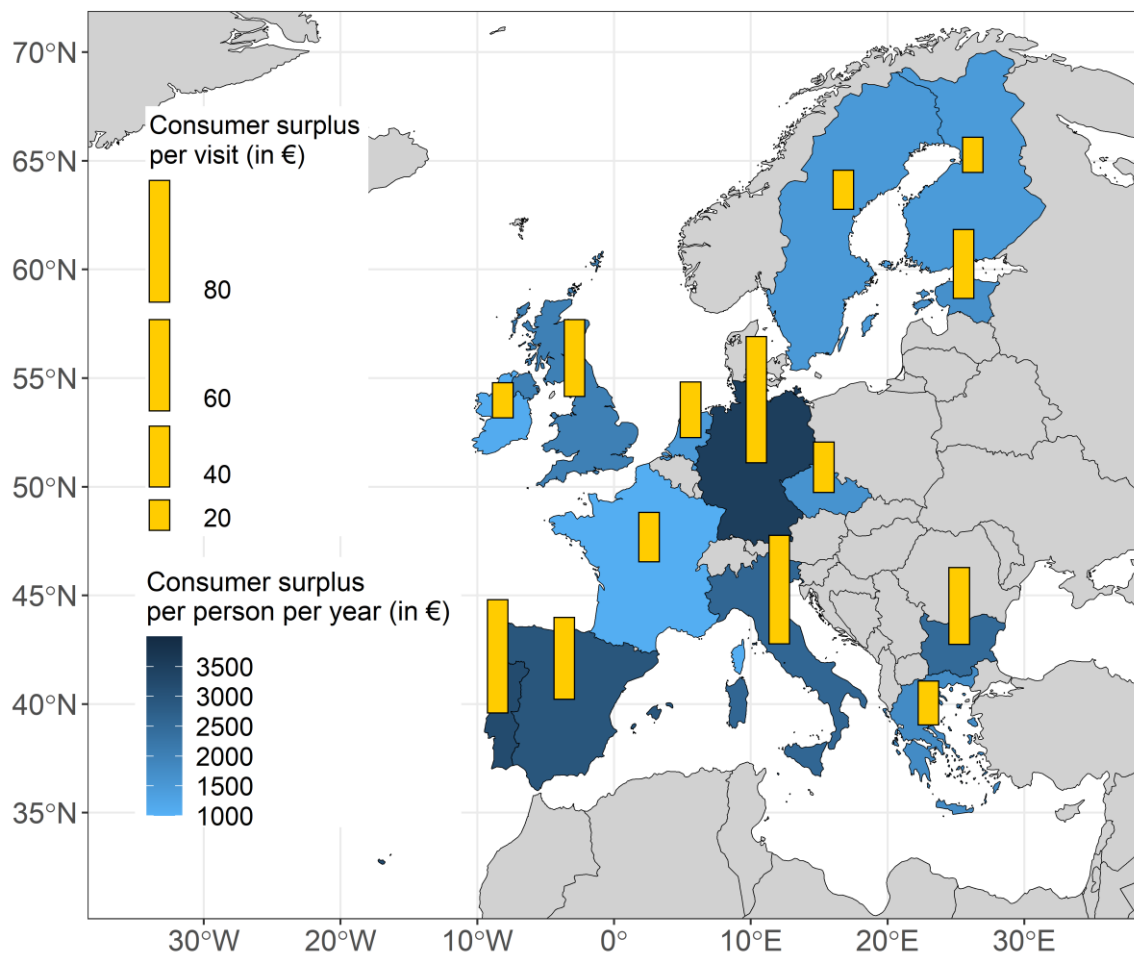 70°N
65°N
60°N
55°N
50°N
45°N
40°N
35°N
Consumer surplus
per visit (in €)
80
60
40
20
Consumer surplus
per person per year (in €)
3500
3000
2500
2000
1500
1000
30°W
20°W
10°W
0°
10°E
20°E
30°E